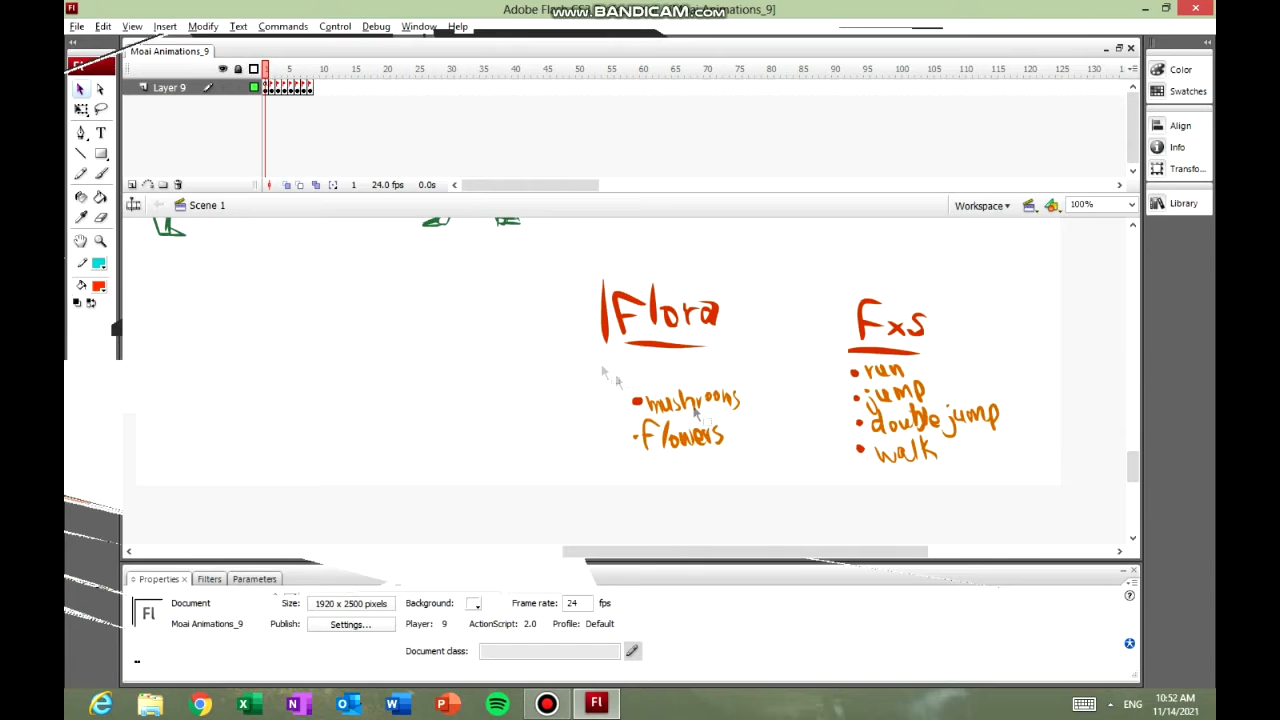 Adobe Flash CS3
www.BANDICAM.com
Animations_9]
File Edit View Insert Modify Text Commands Control Debug Window Help
Moai Animations_9
Color
Swatches
Align
Info
Transfo...
Library
5 10 15 20 25 30 35 40 45 50 55 60 65 70 75 80 85 90 95 100 105 110 115 120 125 130 1
Layer 9
1 24.0 fps 0.0s
Scene 1
Workspace 100%
Flora
• mushrooms
• Flowers
Fxs
• run
• jump
• double jump
• walk
Properties × Filters Parameters
Fl
Document
Moai Animations_9
Size: 1920 x 2500 pixels Background: Frame rate: 24 fps
Publish: Settings... Player: 9 ActionScript: 2.0 Profile: Default
Document class:
ENG
10:52 AM
11/14/2021